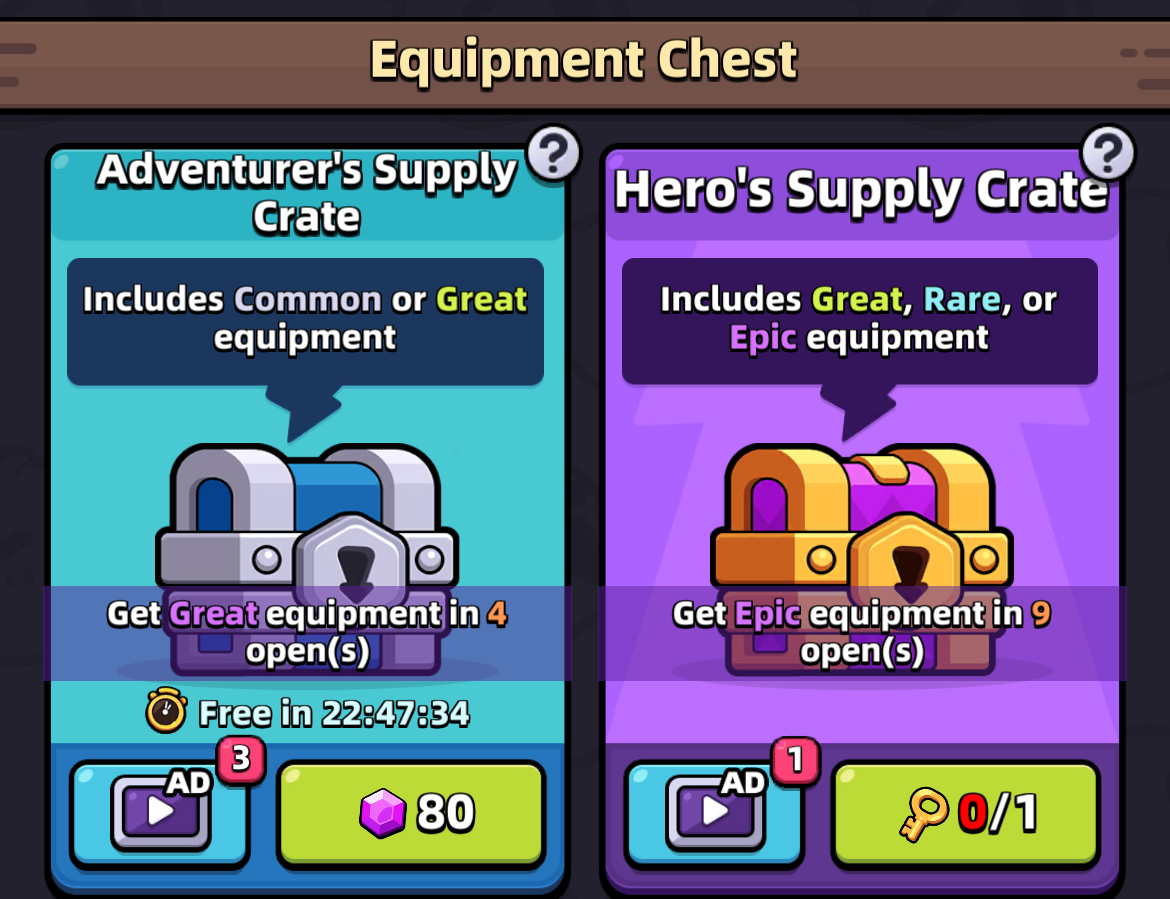 Equipment Chest
Adventurer's Supply
Crate
?
Includes Common or Great
equipment
Get Great equipment in 4
open(s)
Free in 22:47:34
AD
3
80
Hero's Supply Crate
?
Includes Great, Rare, or
Epic equipment
Get Epic equipment in 9
open(s)
AD
1
0/1